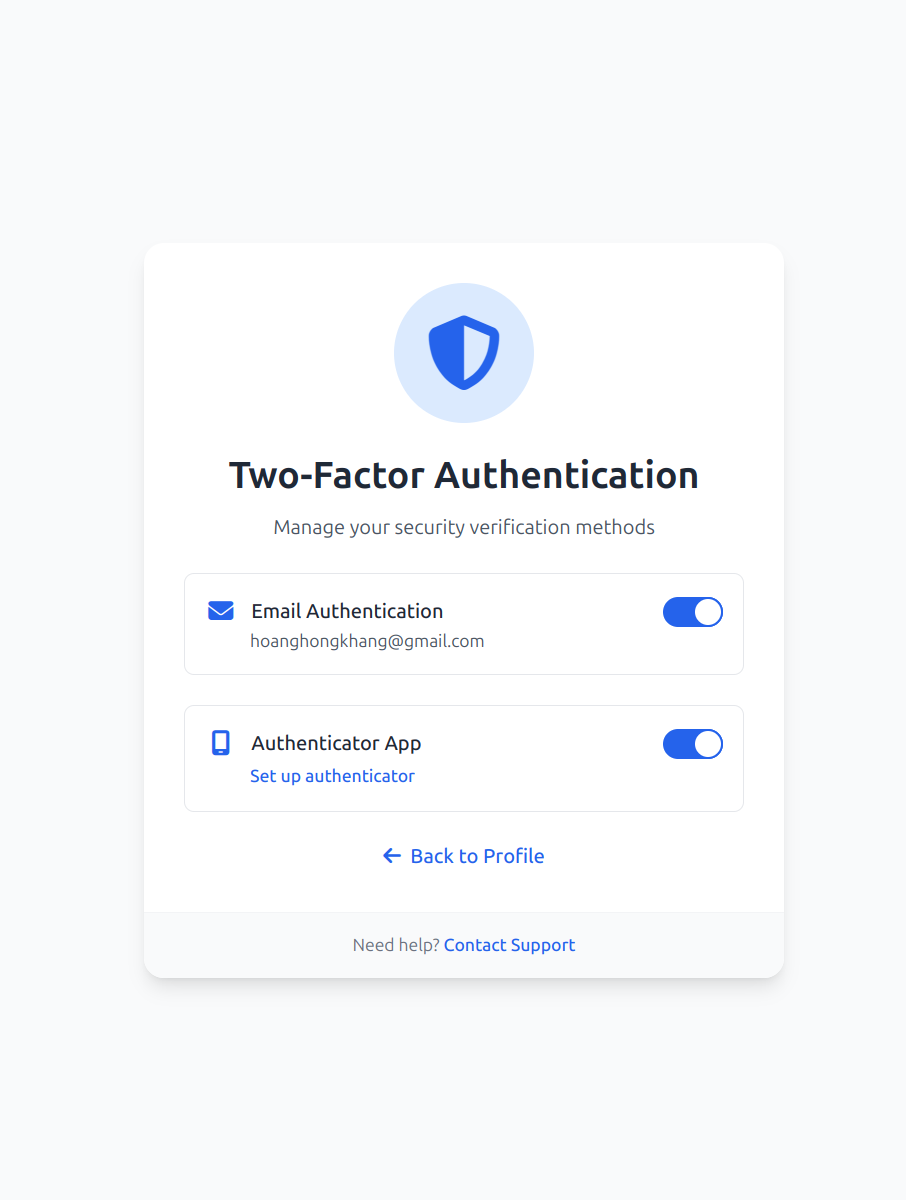 Two-Factor Authentication
Manage your security verification methods
Email Authentication
hoanghongkhang@gmail.com
Authenticator App
Set up authenticator
Back to Profile
Need help? Contact Support